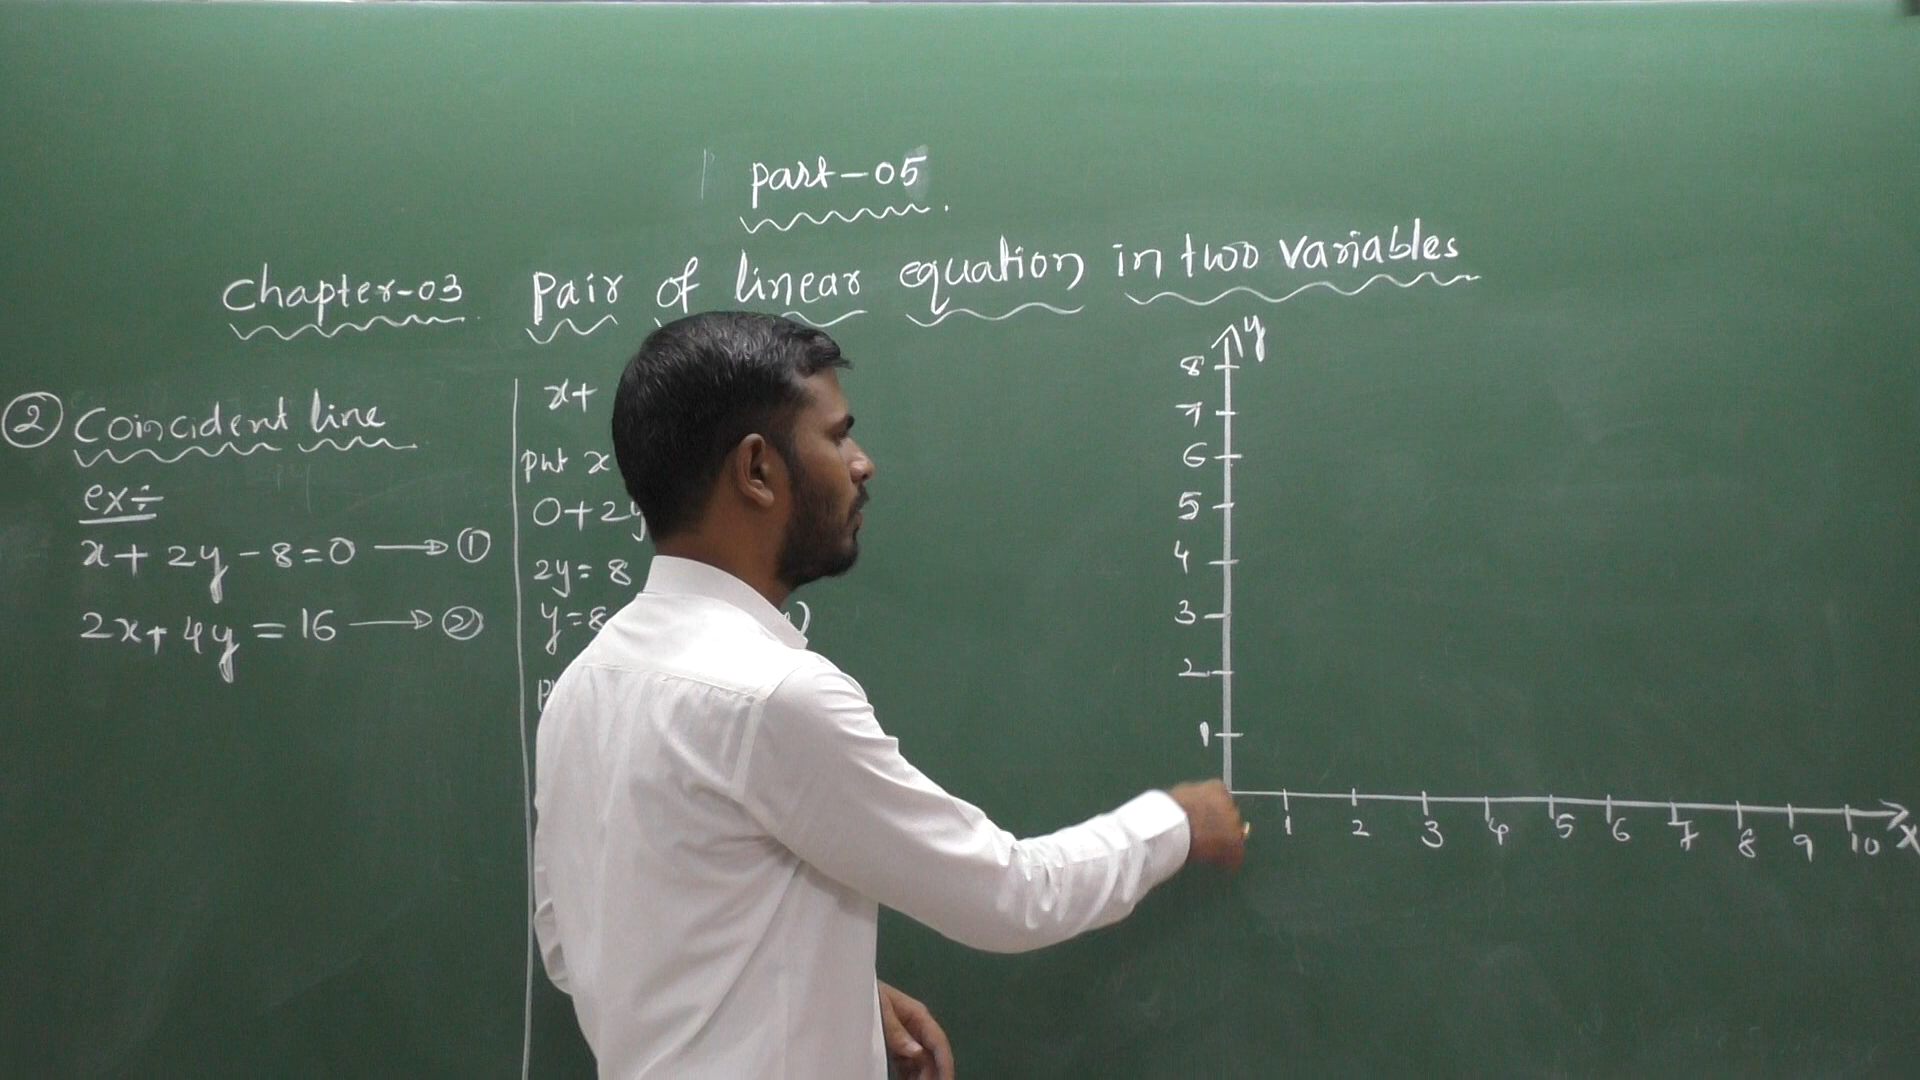 part-05
Chapter-03 Pair of linear equation in two variables
② Coincident line
ex÷
x+2y-8=0 → ①
2x+4y=16 → ②
x+
put x
0+2y
2y=8
y=8
y
8
7
6
5
4
3
2
1
1 2 3 4 5 6 7 8 9 10 x